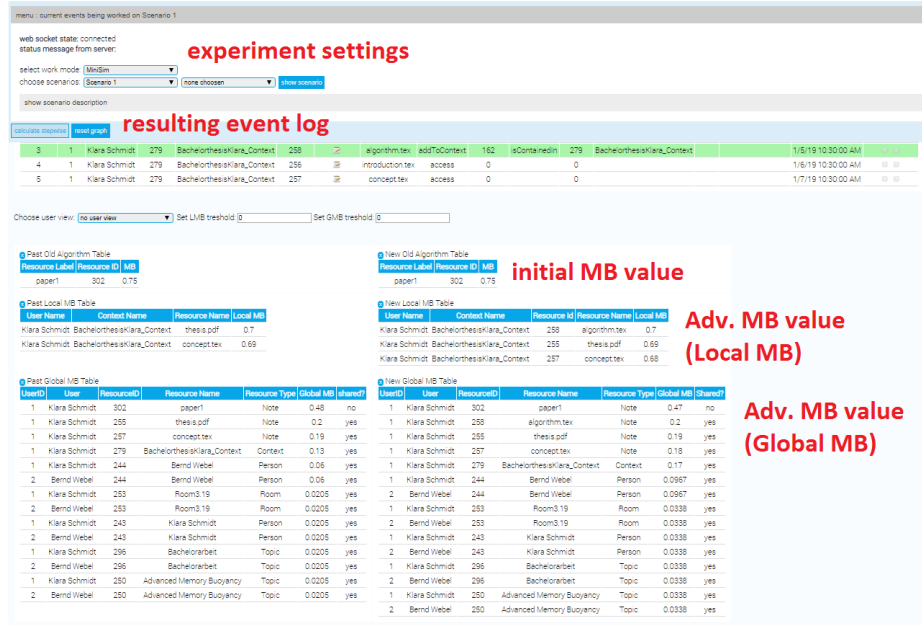 menu : current events being worked on Scenario 1
web socket state: connected
status message from server:
experiment settings
select work mode: MiniSim
choose scenarios: Scenario 1 none choosen show scenario
show scenario description
calculate stepwise reset graph
resulting event log
3 1 Klara Schmidt 279 BachelorthesisKlara_Context 258 algorithm.tex addToContext 162 isContainedIn 279 BachelorthesisKlara_Context 1/5/19 10:30:00 AM
4 1 Klara Schmidt 279 BachelorthesisKlara_Context 256 introduction.tex access 0 0 1/6/19 10:30:00 AM
5 1 Klara Schmidt 279 BachelorthesisKlara_Context 257 concept.tex access 0 0 1/7/19 10:30:00 AM
Choose user view: no user view Set LMB treshold: 0 Set GMB treshold: 0
Past Old Algorithm Table
Resource Label Resource ID MB
paper1 302 0.75
New Old Algorithm Table
Resource Label Resource ID MB
paper1 302 0.75
initial MB value
Past Local MB Table
User Name Context Name Resource Name Local MB
Klara Schmidt BachelorthesisKlara_Context thesis.pdf 0.7
Klara Schmidt BachelorthesisKlara_Context concept.tex 0.69
New Local MB Table
User Name Context Name Resource Id Resource Name Local MB
Klara Schmidt BachelorthesisKlara_Context 258 algorithm.tex 0.7
Klara Schmidt BachelorthesisKlara_Context 255 thesis.pdf 0.69
Klara Schmidt BachelorthesisKlara_Context 257 concept.tex 0.68
Adv. MB value
(Local MB)
Past Global MB Table
UserID User ResourceID Resource Name Resource Type Global MB shared?
1 Klara Schmidt 302 paper1 Note 0.48 no
1 Klara Schmidt 255 thesis.pdf Note 0.2 yes
1 Klara Schmidt 257 concept.tex Note 0.19 yes
1 Klara Schmidt 279 BachelorthesisKlara_Context Context 0.13 yes
1 Klara Schmidt 244 Bernd Webel Person 0.06 yes
2 Bernd Webel 244 Bernd Webel Person 0.06 yes
1 Klara Schmidt 253 Room3.19 Room 0.0205 yes
2 Bernd Webel 253 Room3.19 Room 0.0205 yes
1 Klara Schmidt 243 Klara Schmidt Person 0.0205 yes
2 Bernd Webel 243 Klara Schmidt Person 0.0205 yes
1 Klara Schmidt 296 Bachelorarbeit Topic 0.0205 yes
2 Bernd Webel 296 Bachelorarbeit Topic 0.0205 yes
1 Klara Schmidt 250 Advanced Memory Buoyancy Topic 0.0205 yes
2 Bernd Webel 250 Advanced Memory Buoyancy Topic 0.0205 yes
New Global MB Table
UserID User ResourceID Resource Name Resource Type Global MB Shared?
1 Klara Schmidt 302 paper1 Note 0.47 no
1 Klara Schmidt 258 algorithm.tex Note 0.2 yes
1 Klara Schmidt 255 thesis.pdf Note 0.19 yes
1 Klara Schmidt 257 concept.tex Note 0.18 yes
1 Klara Schmidt 279 BachelorthesisKlara_Context Context 0.17 yes
1 Klara Schmidt 244 Bernd Webel Person 0.0967 yes
2 Bernd Webel 244 Bernd Webel Person 0.0967 yes
1 Klara Schmidt 253 Room3.19 Room 0.0338 yes
2 Bernd Webel 253 Room3.19 Room 0.0338 yes
1 Klara Schmidt 243 Klara Schmidt Person 0.0338 yes
2 Bernd Webel 243 Klara Schmidt Person 0.0338 yes
1 Klara Schmidt 296 Bachelorarbeit Topic 0.0338 yes
2 Bernd Webel 296 Bachelorarbeit Topic 0.0338 yes
1 Klara Schmidt 250 Advanced Memory Buoyancy Topic 0.0338 yes
2 Bernd Webel 250 Advanced Memory Buoyancy Topic 0.0338 yes
Adv. MB value
(Global MB)